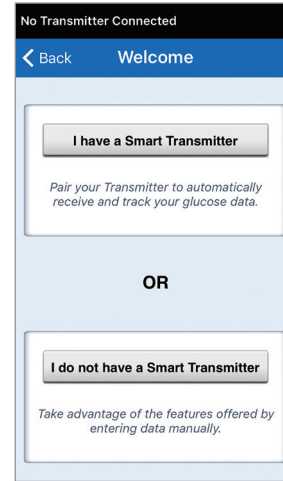 No Transmitter Connected
Back Welcome
I have a Smart Transmitter
Pair your Transmitter to automatically
receive and track your glucose data.
OR
I do not have a Smart Transmitter
Take advantage of the features offered by
entering data manually.